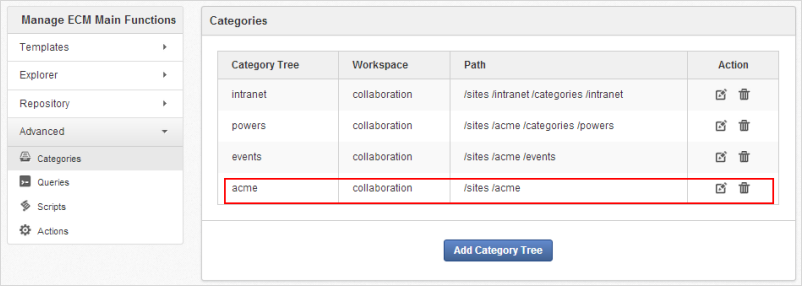 Manage ECM Main Functions
Templates
Explorer
Repository
Advanced
Categories
Queries
Scripts
Actions
Categories
Category Tree Workspace Path Action
intranet collaboration /sites /intranet /categories /intranet
powers collaboration /sites /acme /categories /powers
events collaboration /sites /acme /events
acme collaboration /sites /acme
Add Category Tree